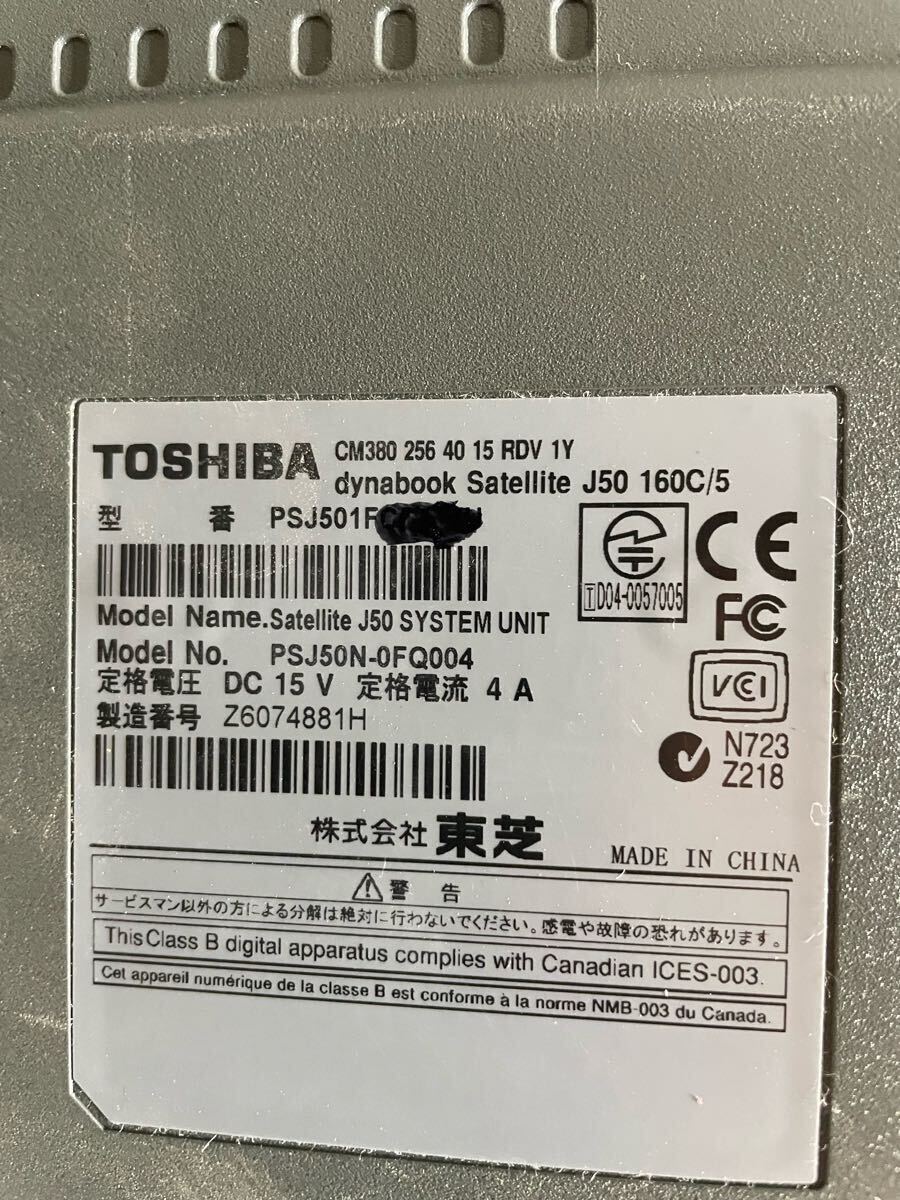 TOSHIBA CM380 256 40 15 RDV 1Y
dynabook Satellite J50 160C/5
型 番 PSJ501F
TD04-0057005
CE
FC
Model Name.Satellite J50 SYSTEM UNIT
Model No. PSJ50N-0FQ004
VCI
定格電圧 DC 15 V 定格電流 4 A
製造番号 Z6074881H
N723
Z218
株式会社 東芝
MADE IN CHINA
警 告
サービスマン以外の方による分解は絶対に行わないでください。感電や故障の恐れがあります。
This Class B digital apparatus complies with Canadian ICES-003.
Cet appareil numérique de la classe B est conforme à la norme NMB-003 du Canada.